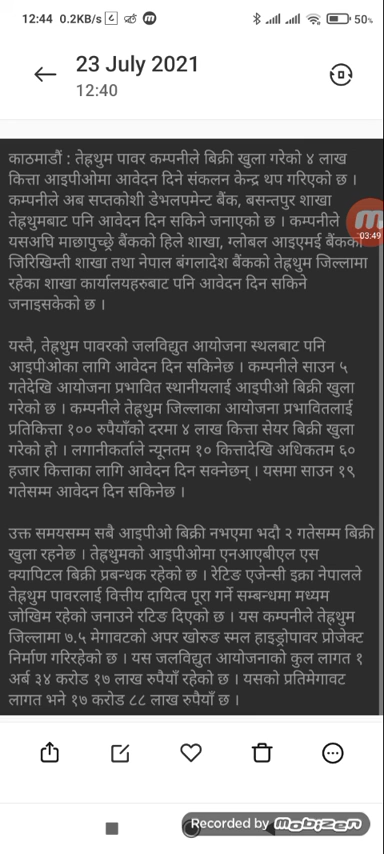 12:44 0.2KB/s
50%
23 July 2021
12:40
काठमाडौं : तेह्रथुम पावर कम्पनीले बिक्री खुला गरेको ४ लाख
कित्ता आइपीओमा आवेदन दिने संकलन केन्द्र थप गरिएको छ ।
कम्पनीले अब सप्तकोशी डेभलपमेन्ट बैंक, बसन्तपुर शाखा
तेह्रथुमबाट पनि आवेदन दिन सकिने जनाएको छ । कम्पनीले
यसअघि माछापुच्छ्रे बैंकको हिले शाखा, ग्लोबल आइएमई बैंकको
जिरिखिम्ती शाखा तथा नेपाल बंगलादेश बैंकको तेह्रथुम जिल्लामा
रहेका शाखा कार्यालयहरुबाट पनि आवेदन दिन सकिने
जनाइसकेको छ ।
03:49
यस्तै, तेह्रथुम पावरको जलविद्युत आयोजना स्थलबाट पनि
आइपीओका लागि आवेदन दिन सकिनेछ । कम्पनीले साउन ५
गतेदेखि आयोजना प्रभावित स्थानीयलाई आइपीओ बिक्री खुला
गरेको छ । कम्पनीले तेह्रथुम जिल्लाका आयोजना प्रभावितलाई
प्रतिकित्ता १०० रुपैयाँको दरमा ४ लाख कित्ता सेयर बिक्री खुला
गरेको हो । लगानीकर्ताले न्यूनतम १० कित्तादेखि अधिकतम ६०
हजार कित्ताका लागि आवेदन दिन सक्नेछन् । यसमा साउन १९
गतेसम्म आवेदन दिन सकिनेछ ।
उक्त समयसम्म सबै आइपीओ बिक्री नभएमा भदौ २ गतेसम्म बिक्री
खुला रहनेछ । तेह्रथुमको आइपीओमा एनआएबीएल एस
क्यापिटल बिक्री प्रबन्धक रहेको छ । रेटिङ एजेन्सी इक्रा नेपालले
तेह्रथुम पावरलाई वित्तीय दायित्व पूरा गर्ने सम्बन्धमा मध्यम
जोखिम रहेको जनाउने रटिङ दिएको छ । यस कम्पनीले तेह्रथुम
जिल्लामा ७.५ मेगावटको अपर खोरुङ स्मल हाइड्रोपावर प्रोजेक्ट
निर्माण गरिरहेको छ । यस जलविद्युत आयोजनाको कुल लागत १
अर्ब ३४ करोड १७ लाख रुपैयाँ रहेको छ । यसको प्रतिमेगावट
लागत भने १७ करोड ८८ लाख रुपैयाँ छ ।
Recorded by mobizen